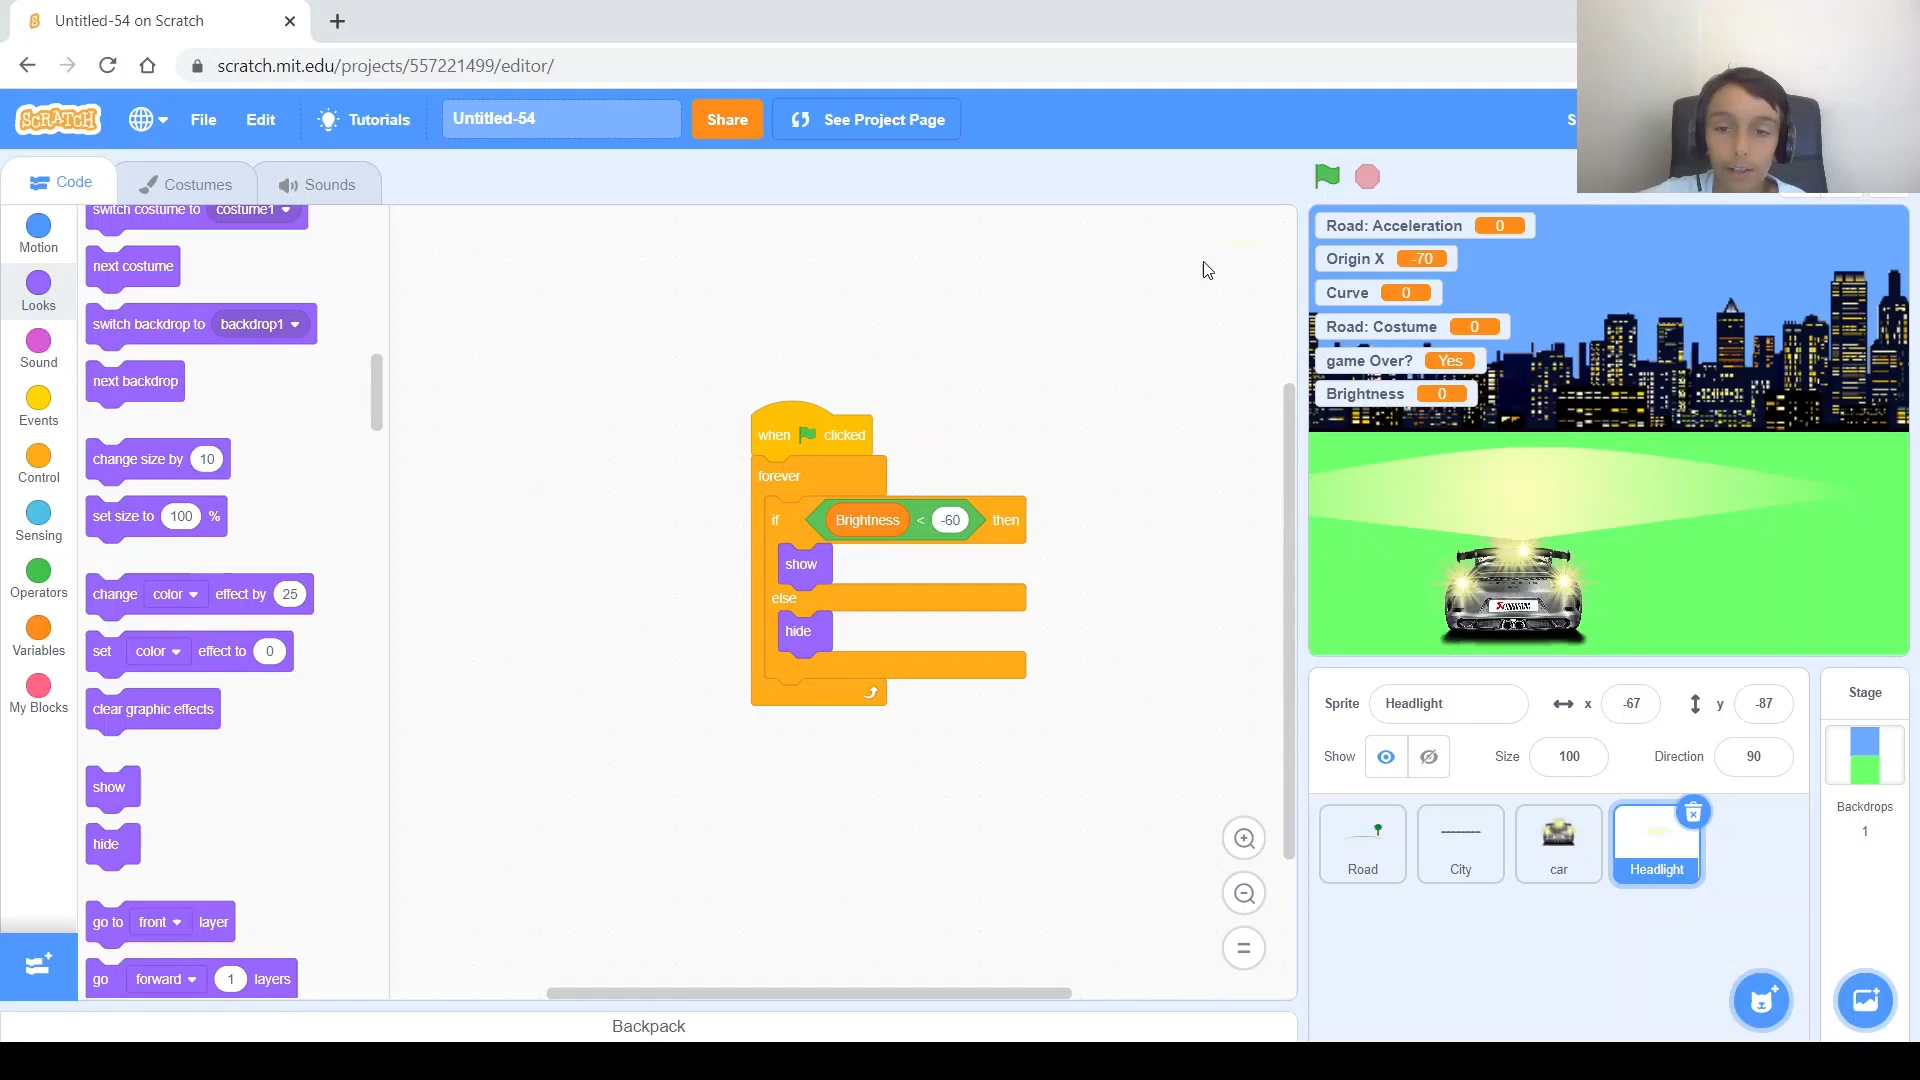 Untitled-54 on Scratch
scratch.mit.edu/projects/557221499/editor/
SCRATCH
File
Edit
Tutorials
Untitled-54
Share
See Project Page
S
Code
Costumes
Sounds
Motion
Looks
Sound
Events
Control
Sensing
Operators
Variables
My Blocks
switch costume to costume1
next costume
switch backdrop to backdrop1
next backdrop
change size by 10
set size to 100 %
change color effect by 25
set color effect to 0
clear graphic effects
show
hide
go to front layer
go forward 1 layers
when clicked
forever
if Brightness < -60 then
show
else
hide
Backpack
Road: Acceleration 0
Origin X -70
Curve 0
Road: Costume 0
game Over? Yes
Brightness 0
Sprite Headlight x -67 y -87
Show Size 100 Direction 90
Road
City
car
Headlight
Stage
Backdrops
1